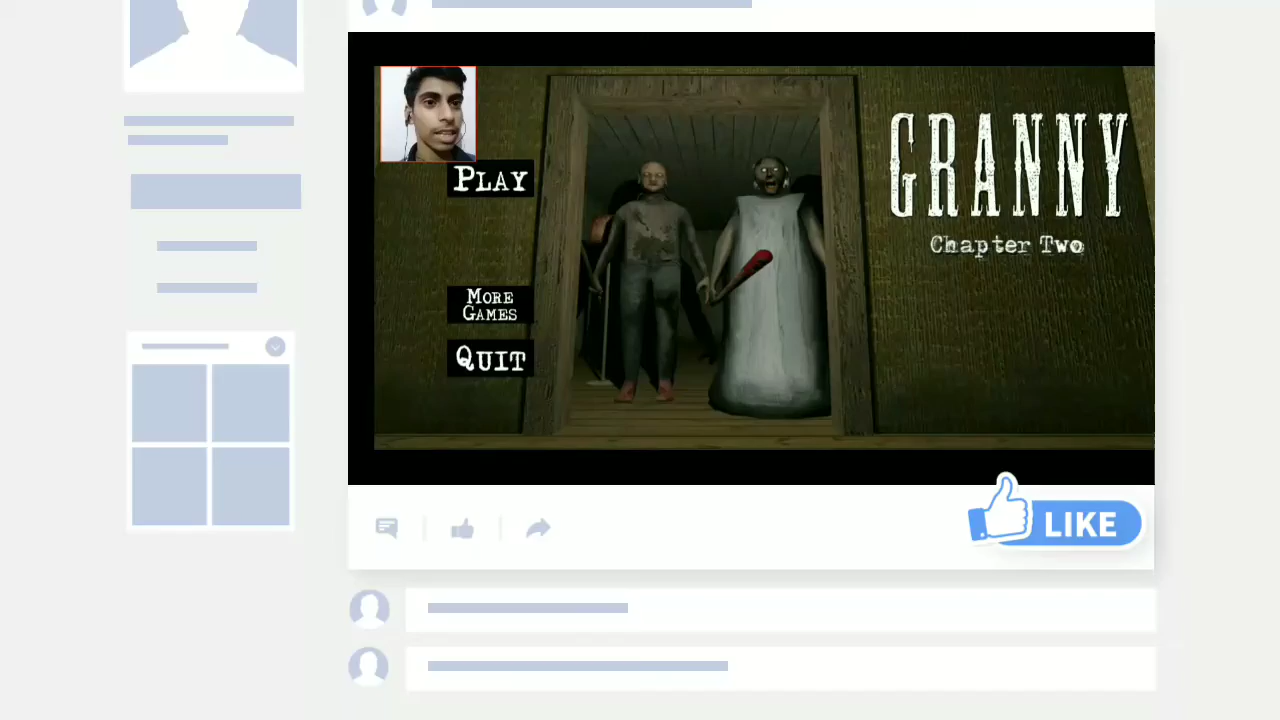 GRANNY
Chapter Two
PLAY
MORE
GAMES
QUIT
LIKE